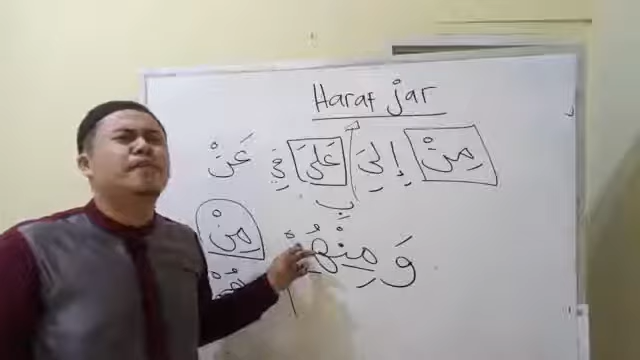 Haraf jar
مِنْ إِلَى عَلَى فِي عَنْ
بِ
وَمِنْهُمْ
مِنْ
هُمْ